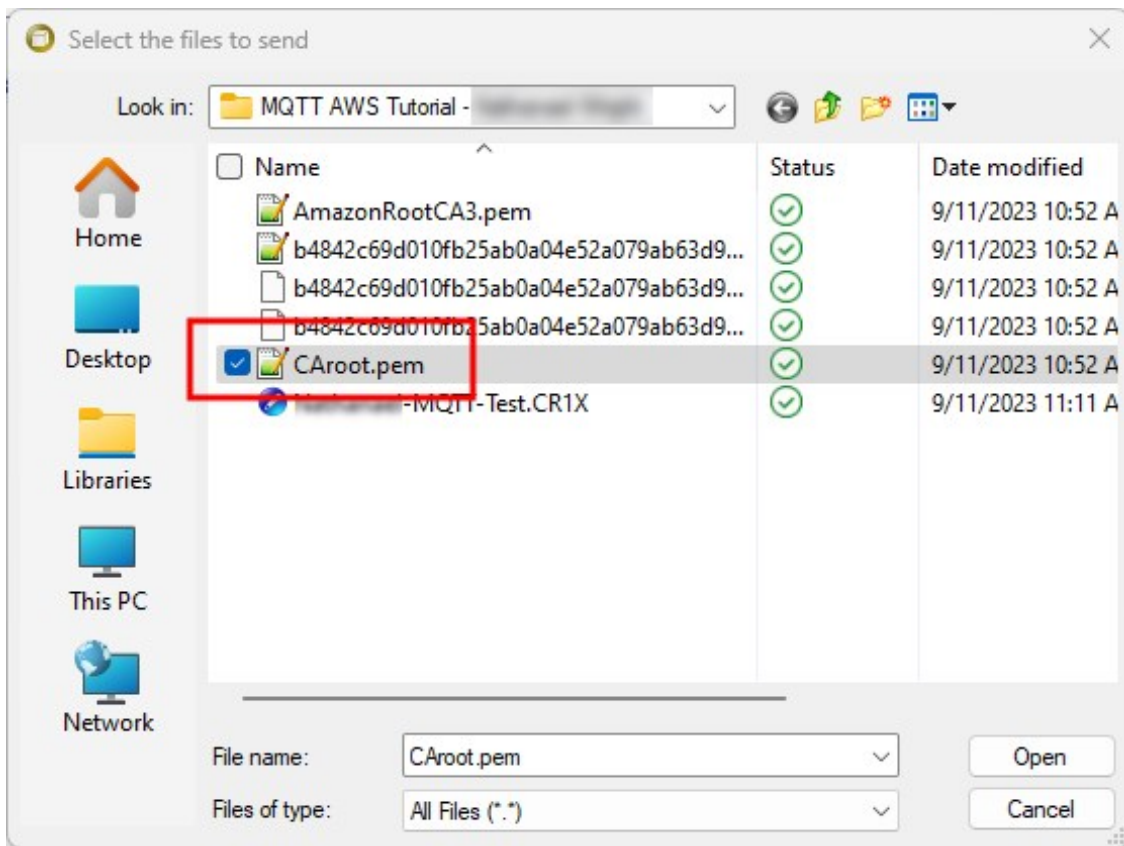 Select the files to send
Look in: MQTT AWS Tutorial -
Name Status Date modified
AmazonRootCA3.pem 9/11/2023 10:52 A
b4842c69d010fb25ab0a04e52a079ab63d9... 9/11/2023 10:52 A
b4842c69d010fb25ab0a04e52a079ab63d9... 9/11/2023 10:52 A
b4842c69d010fb25ab0a04e52a079ab63d9... 9/11/2023 10:52 A
CAroot.pem 9/11/2023 10:52 A
-MQTT-Test.CR1X 9/11/2023 11:11 A
Home
Desktop
Libraries
This PC
Network
File name: CAroot.pem Open
Files of type: All Files (*.*) Cancel